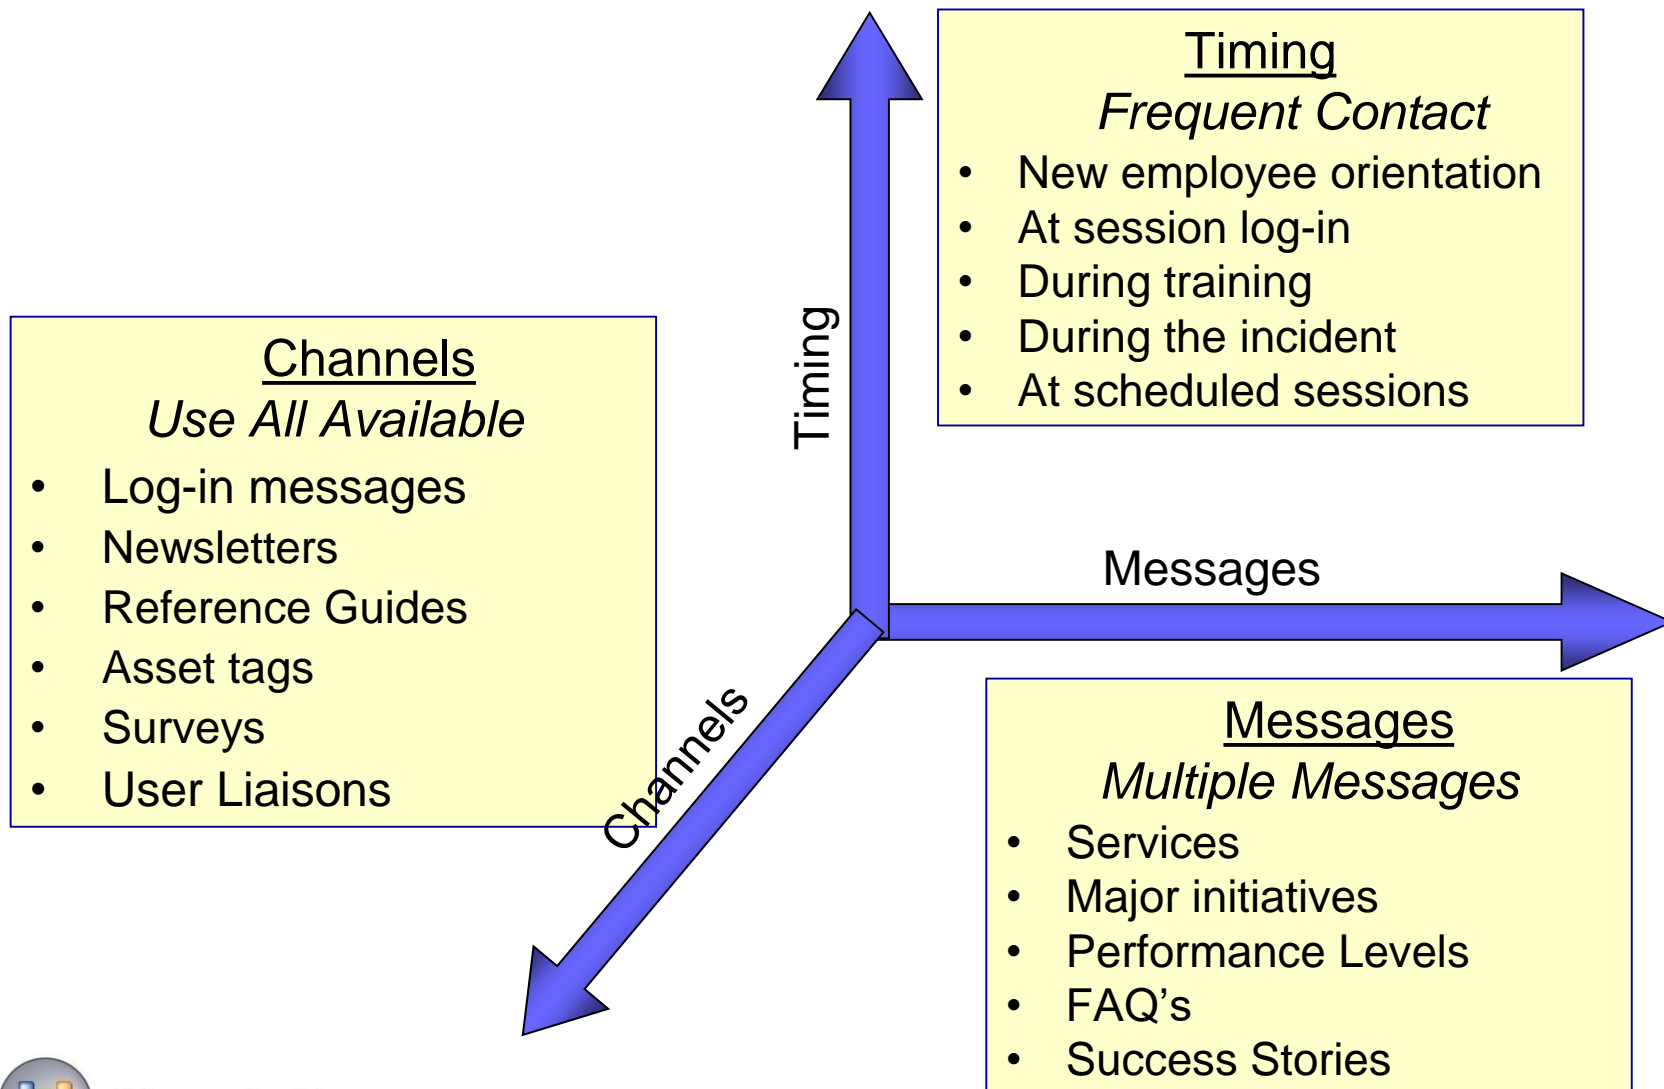 Timing
Frequent Contact
• New employee orientation
• At session log-in
• During training
• During the incident
• At scheduled sessions
Timing
Channels
Use All Available
• Log-in messages
• Newsletters
• Reference Guides
• Asset tags
• Surveys
• User Liaisons
Messages
Channels
Messages
Multiple Messages
• Services
• Major initiatives
• Performance Levels
• FAQ’s
• Success Stories